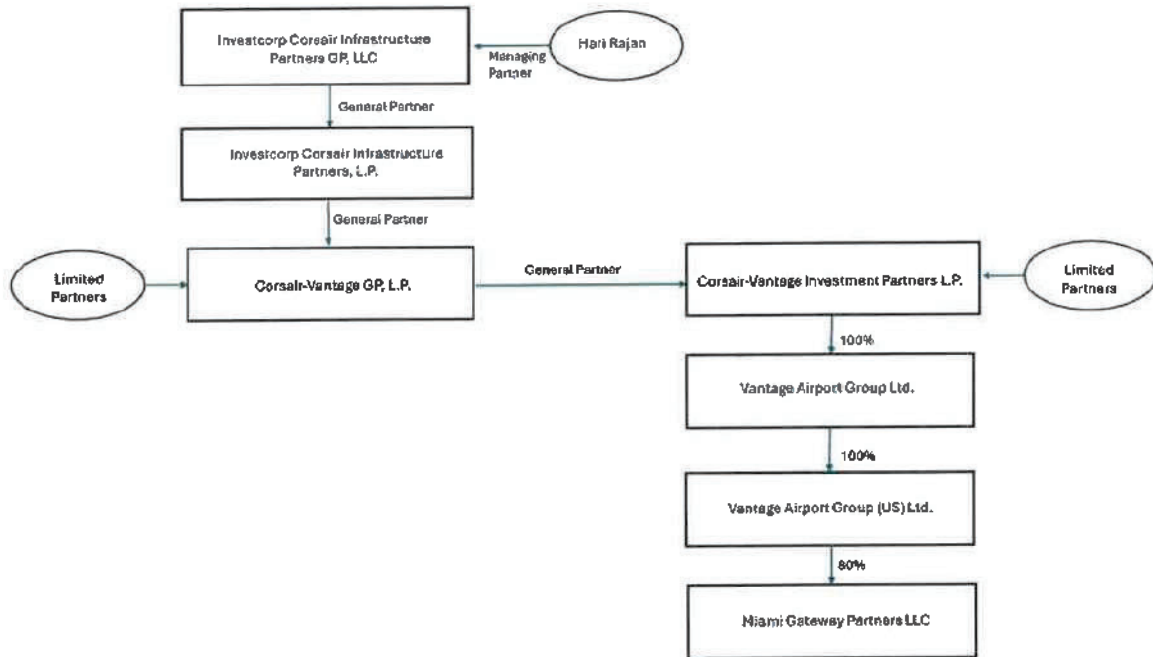 Investcorp Corsair Infrastructure
Partners GP, LLC
Hari Rajan
Managing
Partner
General Partner
Investcorp Corsair Infrastructure
Partners, L.P.
General Partner
Limited
Partners
Corsair-Vantage GP, L.P.
General Partner
Corsair-Vantage Investment Partners L.P.
Limited
Partners
100%
Vantage Airport Group Ltd.
100%
Vantage Airport Group (US) Ltd.
80%
Miami Gateway Partners LLC